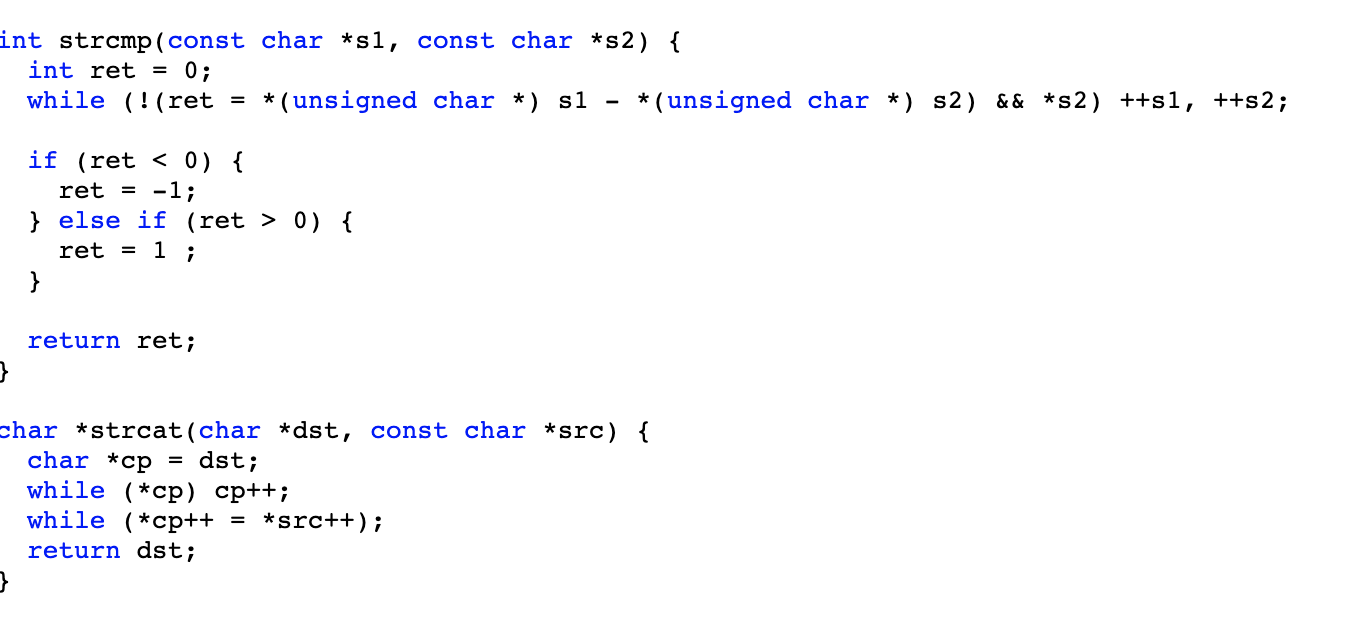 int strcmp(const char *s1, const char *s2) {
  int ret = 0;
  while (!(ret = *(unsigned char *) s1 - *(unsigned char *) s2) && *s2) ++s1, ++s2;

  if (ret < 0) {
    ret = -1;
  } else if (ret > 0) {
    ret = 1 ;
  }

  return ret;
}

char *strcat(char *dst, const char *src) {
  char *cp = dst;
  while (*cp) cp++;
  while (*cp++ = *src++);
  return dst;
}